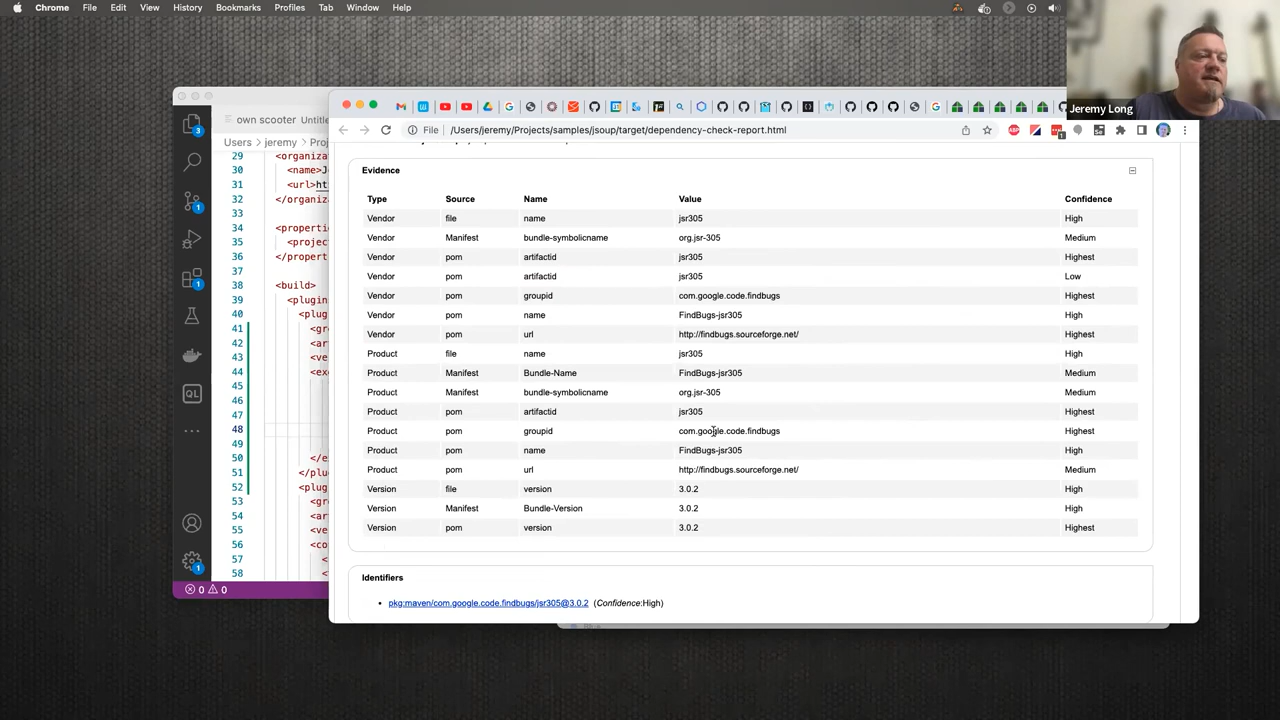 Chrome File Edit View History Bookmarks Profiles Tab Window Help
Jeremy Long
own scooter Untitle
Users jeremy Proj
File /Users/jeremy/Projects/samples/jsoup/target/dependency-check-report.html
29 <organiza
30 <name>J
31 <url>ht
32 </organiz
33
34 <properti
35 <projec
36 </propert
37
38 <build>
39 <plugin
40 <plug
41 <gr
42 <ar
43 <ve
44 <exe
45
46
47
48
49
50 </e
51 </plu
52 <plug
53 <gr
54 <ar
55 <ve
56 <co
57 <
58 <
3
1
1
1
QL
1
0 0
Evidence
Type Source Name Value Confidence
Vendor file name jsr305 High
Vendor Manifest bundle-symbolicname org.jsr-305 Medium
Vendor pom artifactid jsr305 Highest
Vendor pom artifactid jsr305 Low
Vendor pom groupid com.google.code.findbugs Highest
Vendor pom name FindBugs-jsr305 High
Vendor pom url http://findbugs.sourceforge.net/ Highest
Product file name jsr305 High
Product Manifest Bundle-Name FindBugs-jsr305 Medium
Product Manifest bundle-symbolicname org.jsr-305 Medium
Product pom artifactid jsr305 Highest
Product pom groupid com.google.code.findbugs Highest
Product pom name FindBugs-jsr305 High
Product pom url http://findbugs.sourceforge.net/ Medium
Version file version 3.0.2 High
Version Manifest Bundle-Version 3.0.2 High
Version pom version 3.0.2 Highest
Identifiers
pkg:maven/com.google.code.findbugs/jsr305@3.0.2 (Confidence:High)